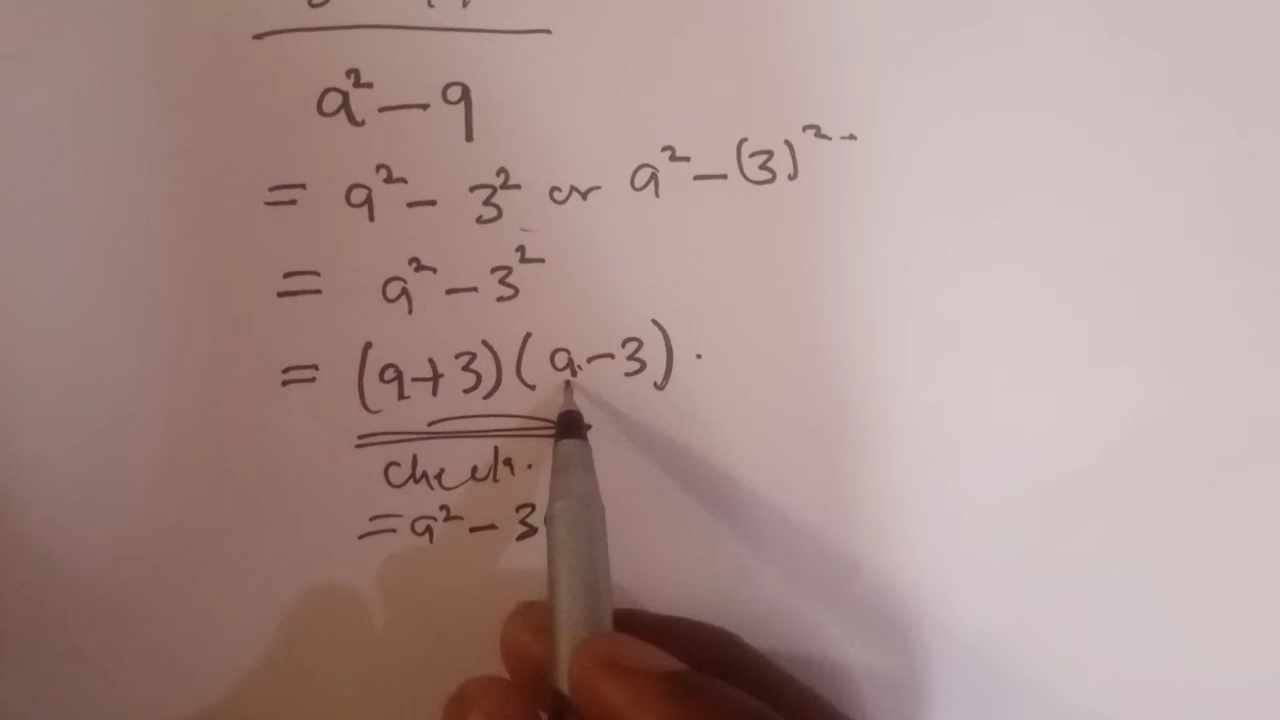 a² - 9
= a² - 3² or a² - (3)².
= a² - 3²
= (a+3)(a-3).
Check.
= a² - 3